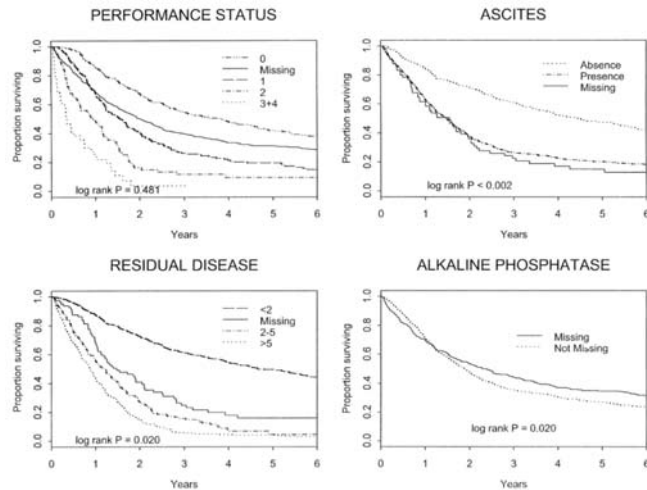 PERFORMANCE STATUS
Proportion surviving
1.0
0.8
0.6
0.4
0.2
0.0
0
Missing
1
2
3+4
log rank P = 0.481
0 1 2 3 4 5 6
Years
ASCITES
Proportion surviving
1.0
0.8
0.6
0.4
0.2
0.0
Absence
Presence
Missing
log rank P < 0.002
0 1 2 3 4 5 6
Years
RESIDUAL DISEASE
Proportion surviving
1.0
0.8
0.6
0.4
0.2
0.0
<2
Missing
2-5
>5
log rank P = 0.020
0 1 2 3 4 5 6
Years
ALKALINE PHOSPHATASE
Proportion surviving
1.0
0.8
0.6
0.4
0.2
0.0
Missing
Not Missing
log rank P = 0.020
0 1 2 3 4 5 6
Years